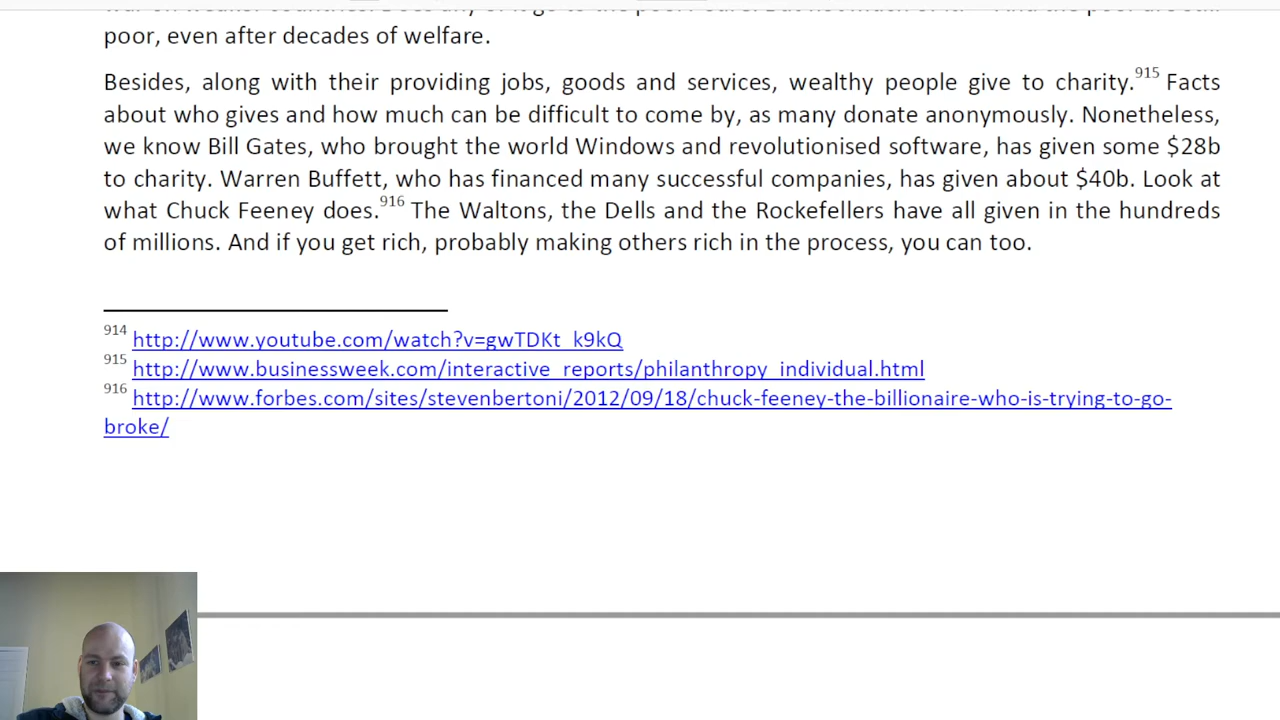 poor, even after decades of welfare.
Besides, along with their providing jobs, goods and services, wealthy people give to charity.915 Facts
about who gives and how much can be difficult to come by, as many donate anonymously. Nonetheless,
we know Bill Gates, who brought the world Windows and revolutionised software, has given some $28b
to charity. Warren Buffett, who has financed many successful companies, has given about $40b. Look at
what Chuck Feeney does.916 The Waltons, the Dells and the Rockefellers have all given in the hundreds
of millions. And if you get rich, probably making others rich in the process, you can too.
914 http://www.youtube.com/watch?v=gwTDKt_k9kQ
915 http://www.businessweek.com/interactive_reports/philanthropy_individual.html
916 http://www.forbes.com/sites/stevenbertoni/2012/09/18/chuck-feeney-the-billionaire-who-is-trying-to-go-
broke/